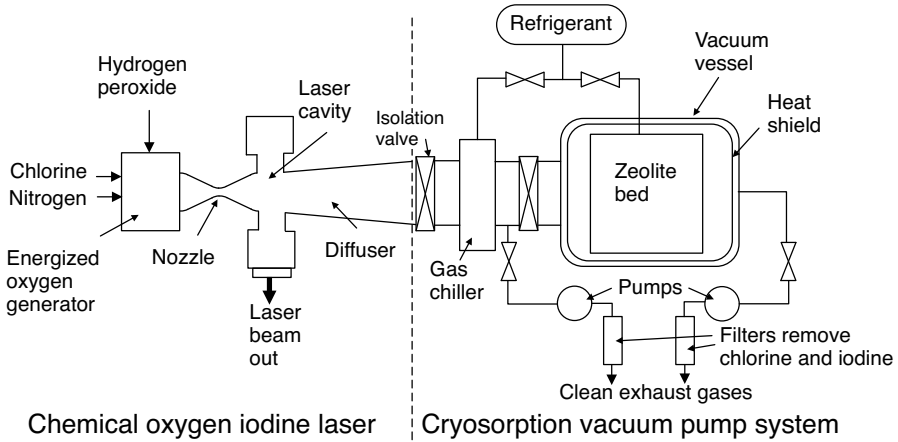 Refrigerant
Hydrogen
peroxide
Laser
cavity
Isolation
valve
Vacuum
vessel
Heat
shield
Chlorine
Nitrogen
Zeolite
bed
Energized
oxygen
generator
Nozzle
Diffuser
Gas
chiller
Pumps
Laser
beam
out
Filters remove
chlorine and iodine
Clean exhaust gases
Chemical oxygen iodine laser
Cryosorption vacuum pump system